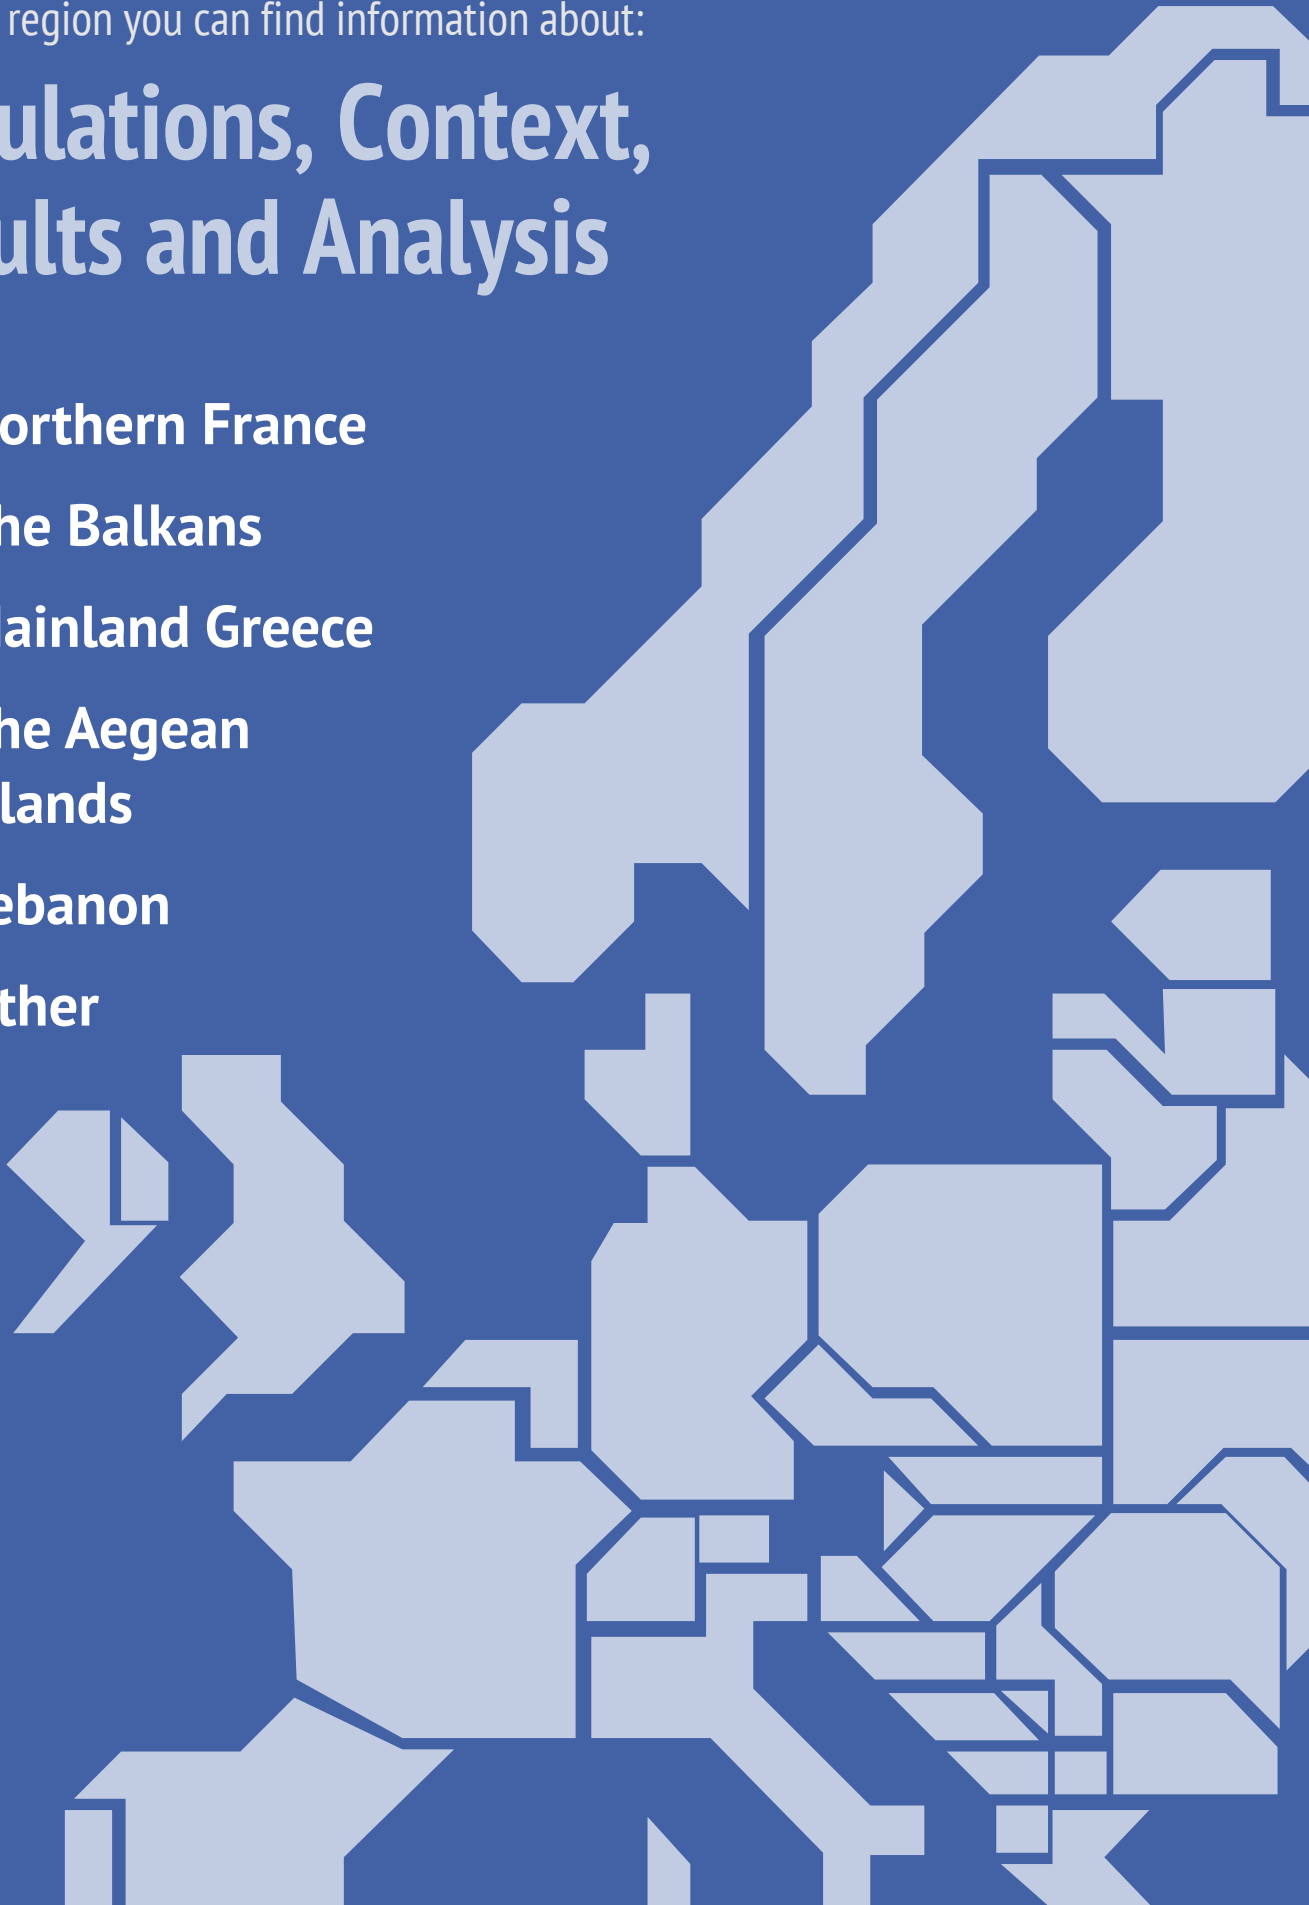 region you can find information about:
ulations, Context,
ults and Analysis
orthern France
he Balkans
ainland Greece
he Aegean
lands
ebanon
ther